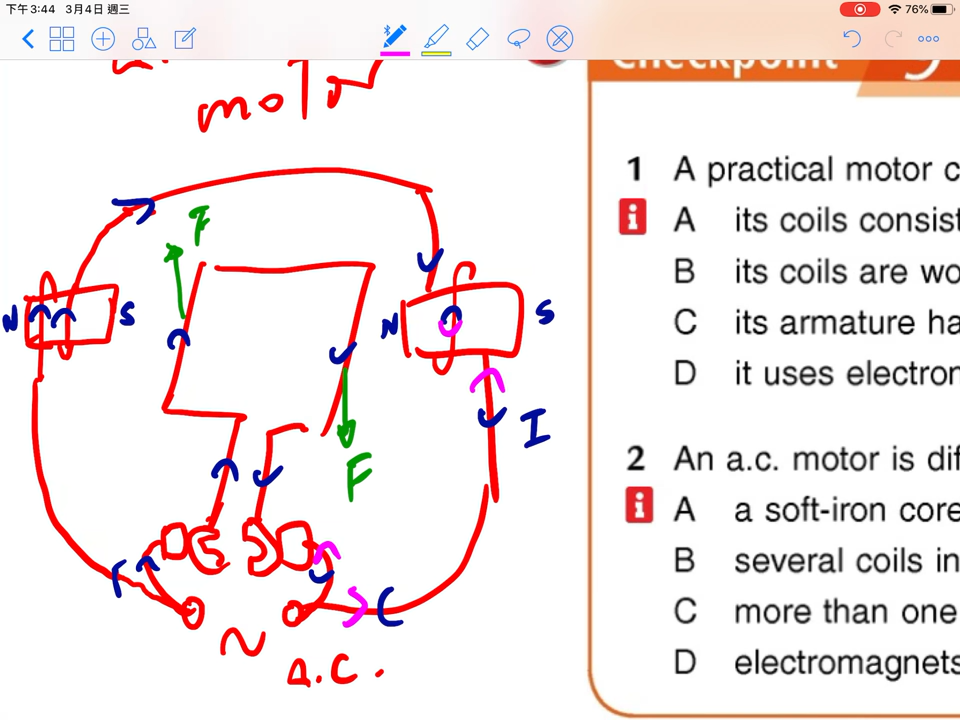 下午3:44 3月4日 週三
76%
motor
F
N
S
N
S
I
F
A.C.
Checkpoint
1 A practical motor c
A its coils consist
B its coils are wo
C its armature ha
D it uses electron
2 An a.c. motor is dif
A a soft-iron core
B several coils in
C more than one
D electromagnets